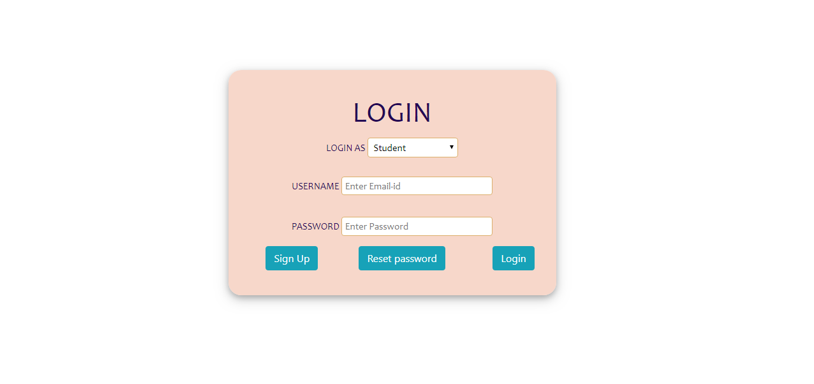 LOGIN
LOGIN AS Student
USERNAME Enter Email-id
PASSWORD Enter Password
Sign Up Reset password Login